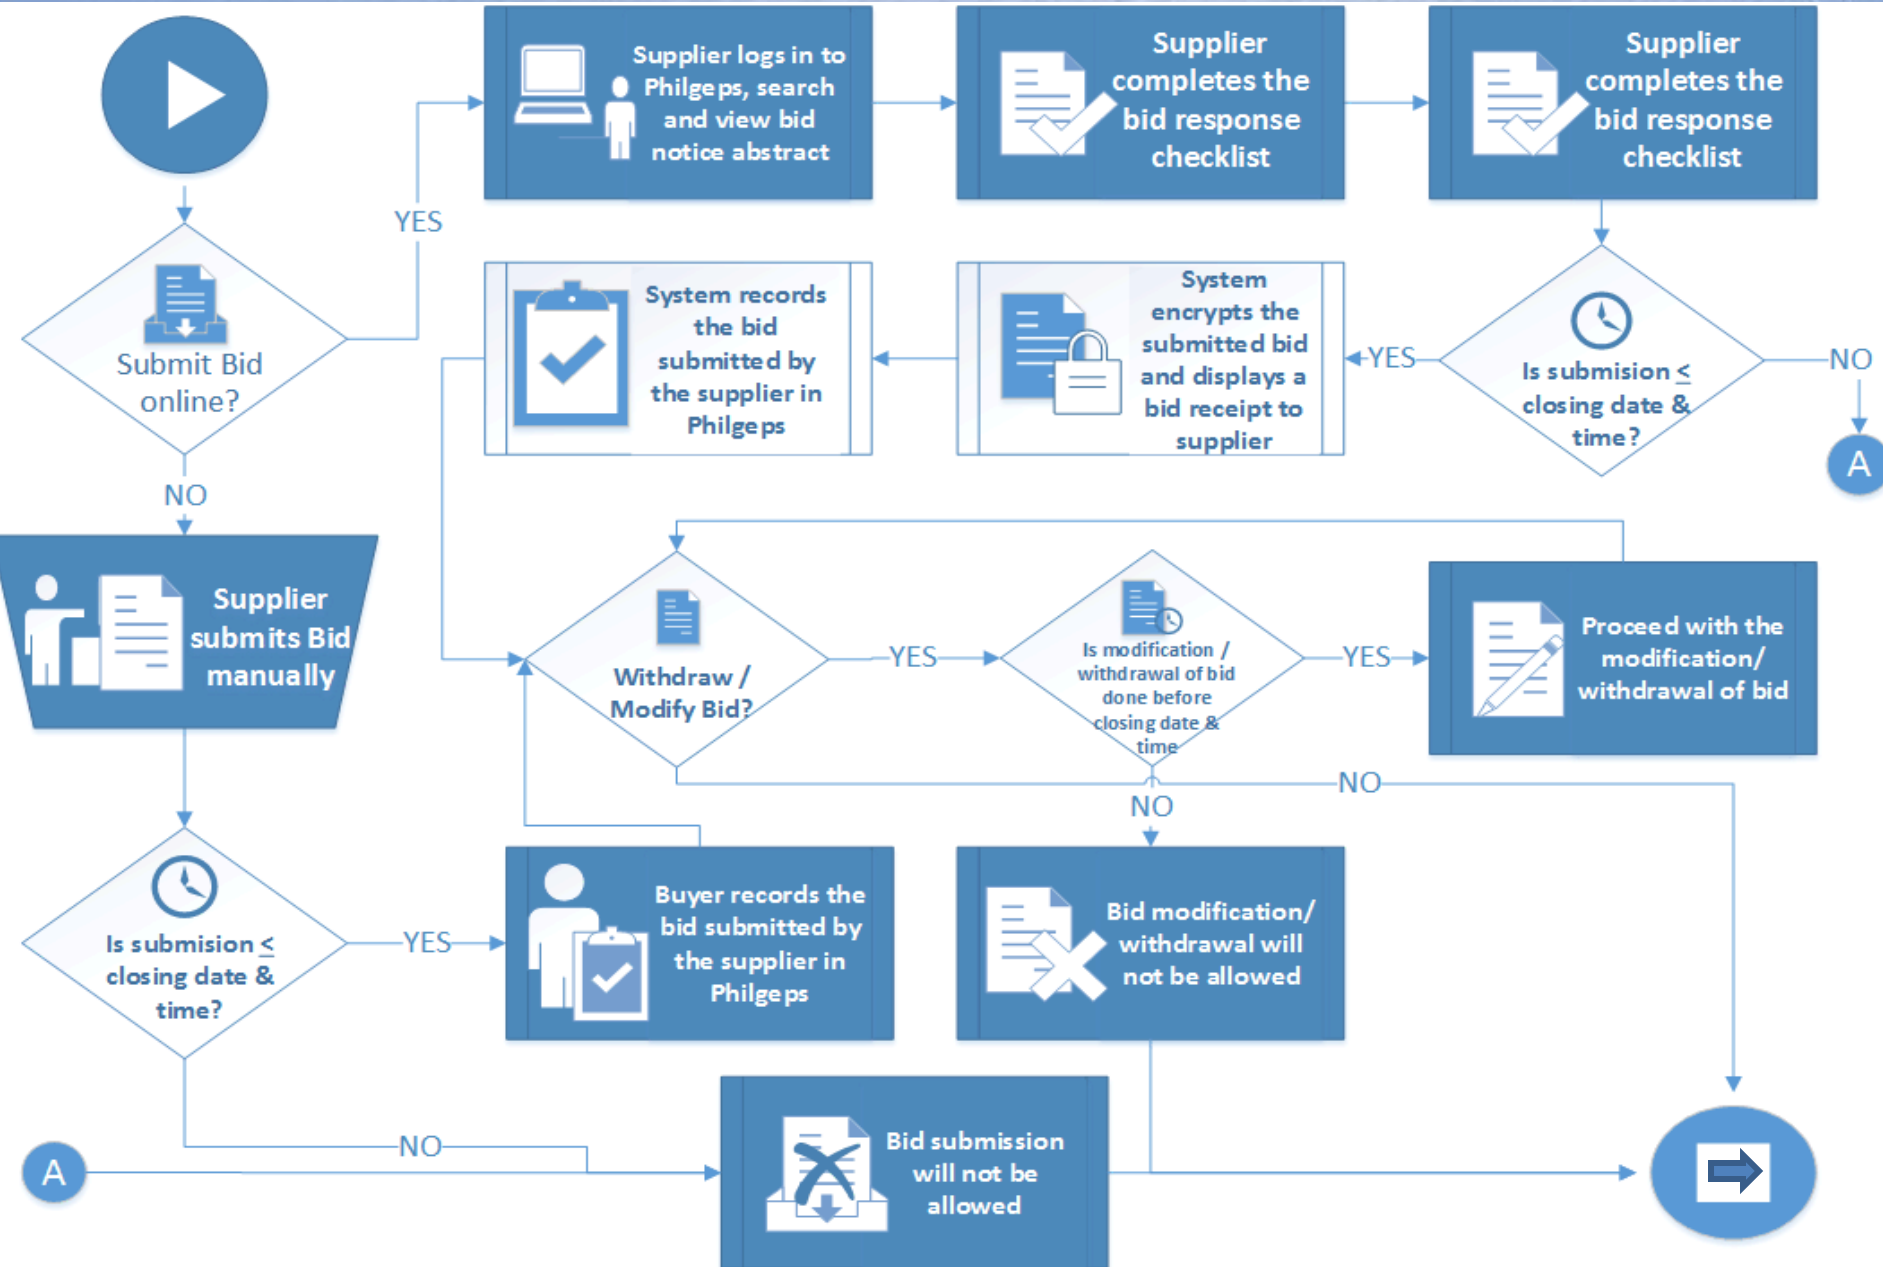 Supplier logs in to
Philgeps, search
and view bid
notice abstract
Supplier
completes the
bid response
checklist
Supplier
completes the
bid response
checklist
YES
Submit Bid
online?
System records
the bid
submitted by
the supplier in
Philgeps
System
encrypts the
submitted bid
and displays a
bid receipt to
supplier
YES
Is submision ≤
closing date &
time?
NO
A
NO
Supplier
submits Bid
manually
Withdraw /
Modify Bid?
YES
Is modification /
withdrawal of bid
done before
closing date &
time
YES
Proceed with the
modification/
withdrawal of bid
NO
NO
Is submision ≤
closing date &
time?
YES
Buyer records the
bid submitted by
the supplier in
Philgeps
Bid modification/
withdrawal will
not be allowed
NO
A
Bid submission
will not be
allowed